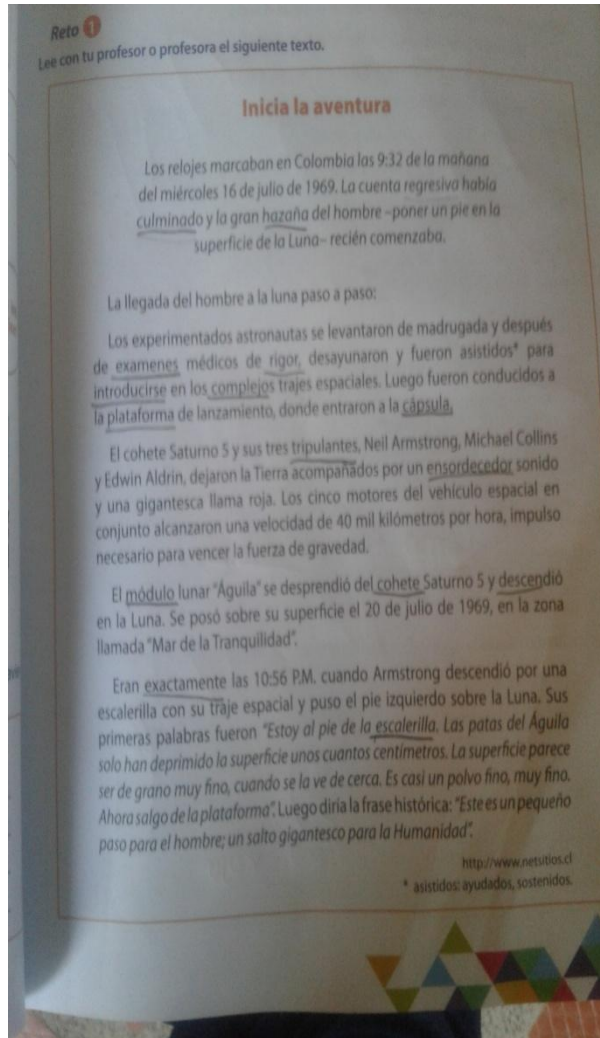 Reto 1
Lee con tu profesor o profesora el siguiente texto.
Inicia la aventura
Los relojes marcaban en Colombia las 9:32 de la mañana
del miércoles 16 de julio de 1969. La cuenta regresiva había
culminado y la gran hazaña del hombre –poner un pie en la
superficie de la Luna– recién comenzaba.
La llegada del hombre a la luna paso a paso:
Los experimentados astronautas se levantaron de madrugada y después
de examenes médicos de rigor, desayunaron y fueron asistidos* para
introducirse en los complejos trajes espaciales. Luego fueron conducidos a
la plataforma de lanzamiento, donde entraron a la cápsula.
El cohete Saturno 5 y sus tres tripulantes, Neil Armstrong, Michael Collins
y Edwin Aldrin, dejaron la Tierra acompañados por un ensordecedor sonido
y una gigantesca llama roja. Los cinco motores del vehículo espacial en
conjunto alcanzaron una velocidad de 40 mil kilómetros por hora, impulso
necesario para vencer la fuerza de gravedad.
El módulo lunar "Águila" se desprendió del cohete Saturno 5 y descendió
en la Luna. Se posó sobre su superficie el 20 de julio de 1969, en la zona
llamada "Mar de la Tranquilidad".
Eran exactamente las 10:56 P.M. cuando Armstrong descendió por una
escalerilla con su traje espacial y puso el pie izquierdo sobre la Luna. Sus
primeras palabras fueron "Estoy al pie de la escalerilla. Las patas del Águila
solo han deprimido la superficie unos cuantos centímetros. La superficie parece
ser de grano muy fino, cuando se la ve de cerca. Es casi un polvo fino, muy fino.
Ahora salgo de la plataforma". Luego diría la frase histórica: "Este es un pequeño
paso para el hombre; un salto gigantesco para la Humanidad".
http://www.netsitios.cl
* asistidos: ayudados, sostenidos.